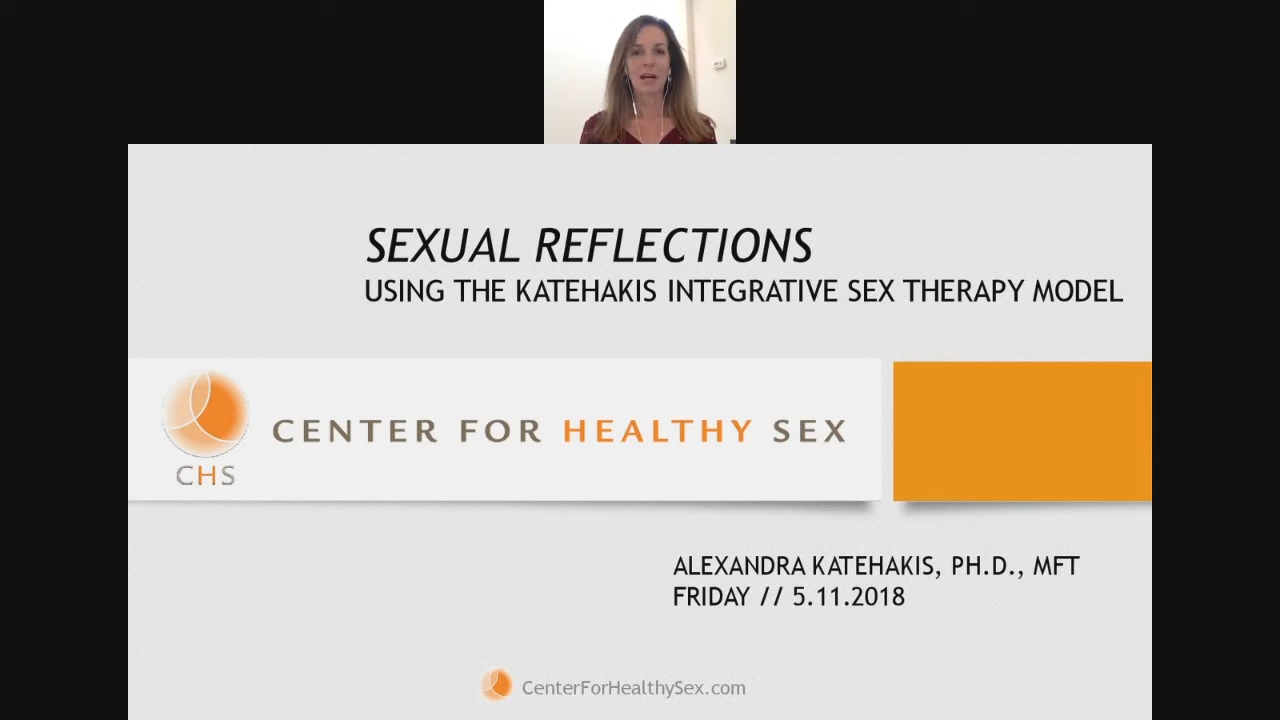 SEXUAL REFLECTIONS
USING THE KATEHAKIS INTEGRATIVE SEX THERAPY MODEL
CENTER FOR HEALTHY SEX
CHS
ALEXANDRA KATEHAKIS, PH.D., MFT
FRIDAY // 5.11.2018
CenterForHealthySex.com